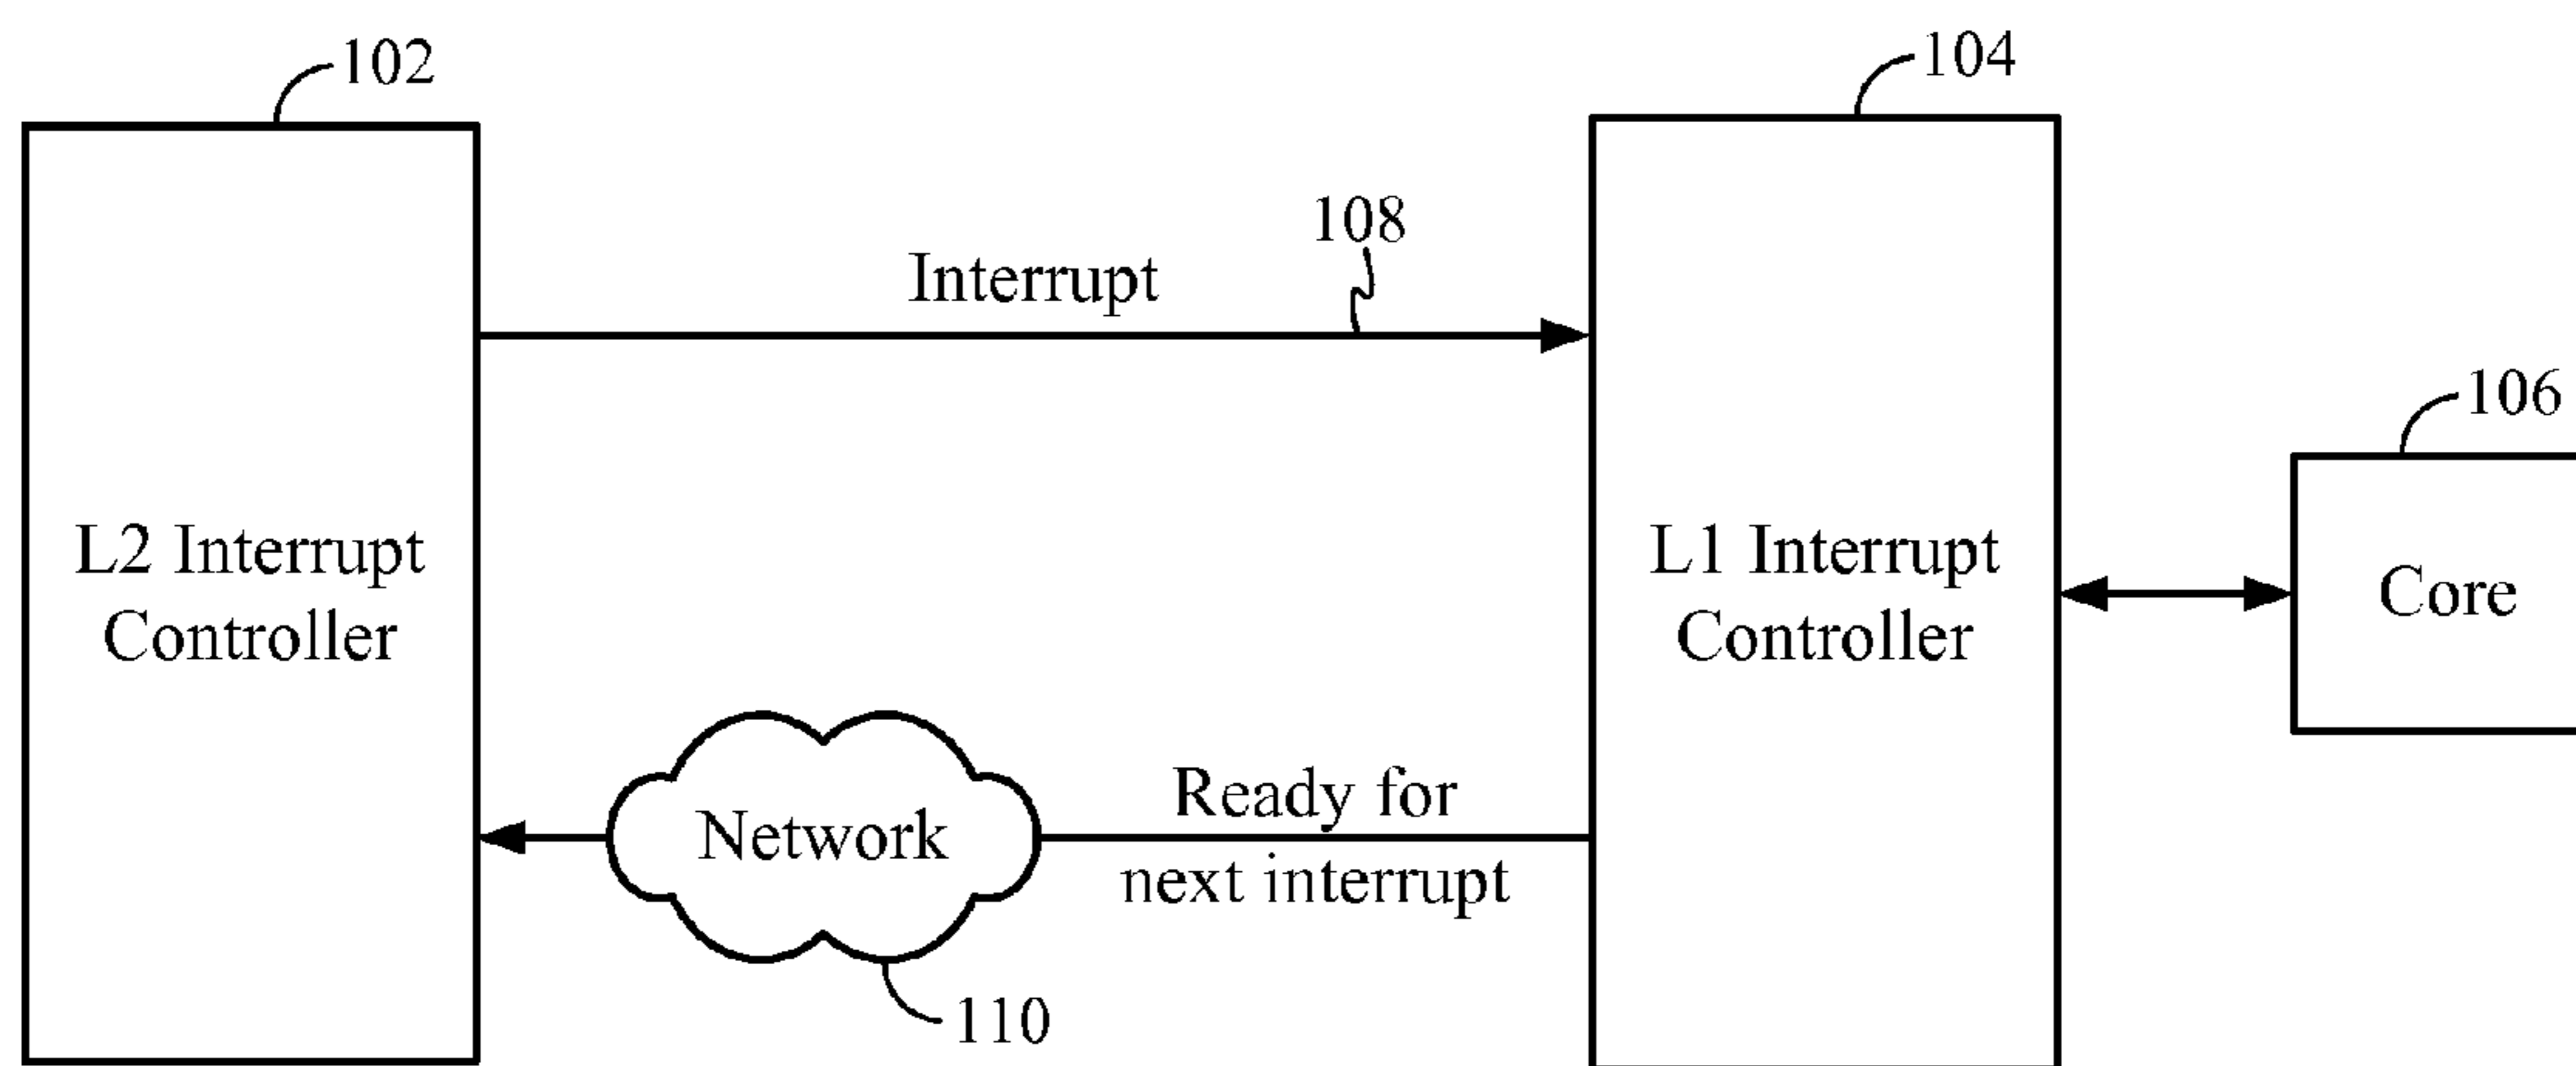 102
104
108
Interrupt
106
L2 Interrupt
Controller
L1 Interrupt
Controller
Core
Network
Ready for
next interrupt
110